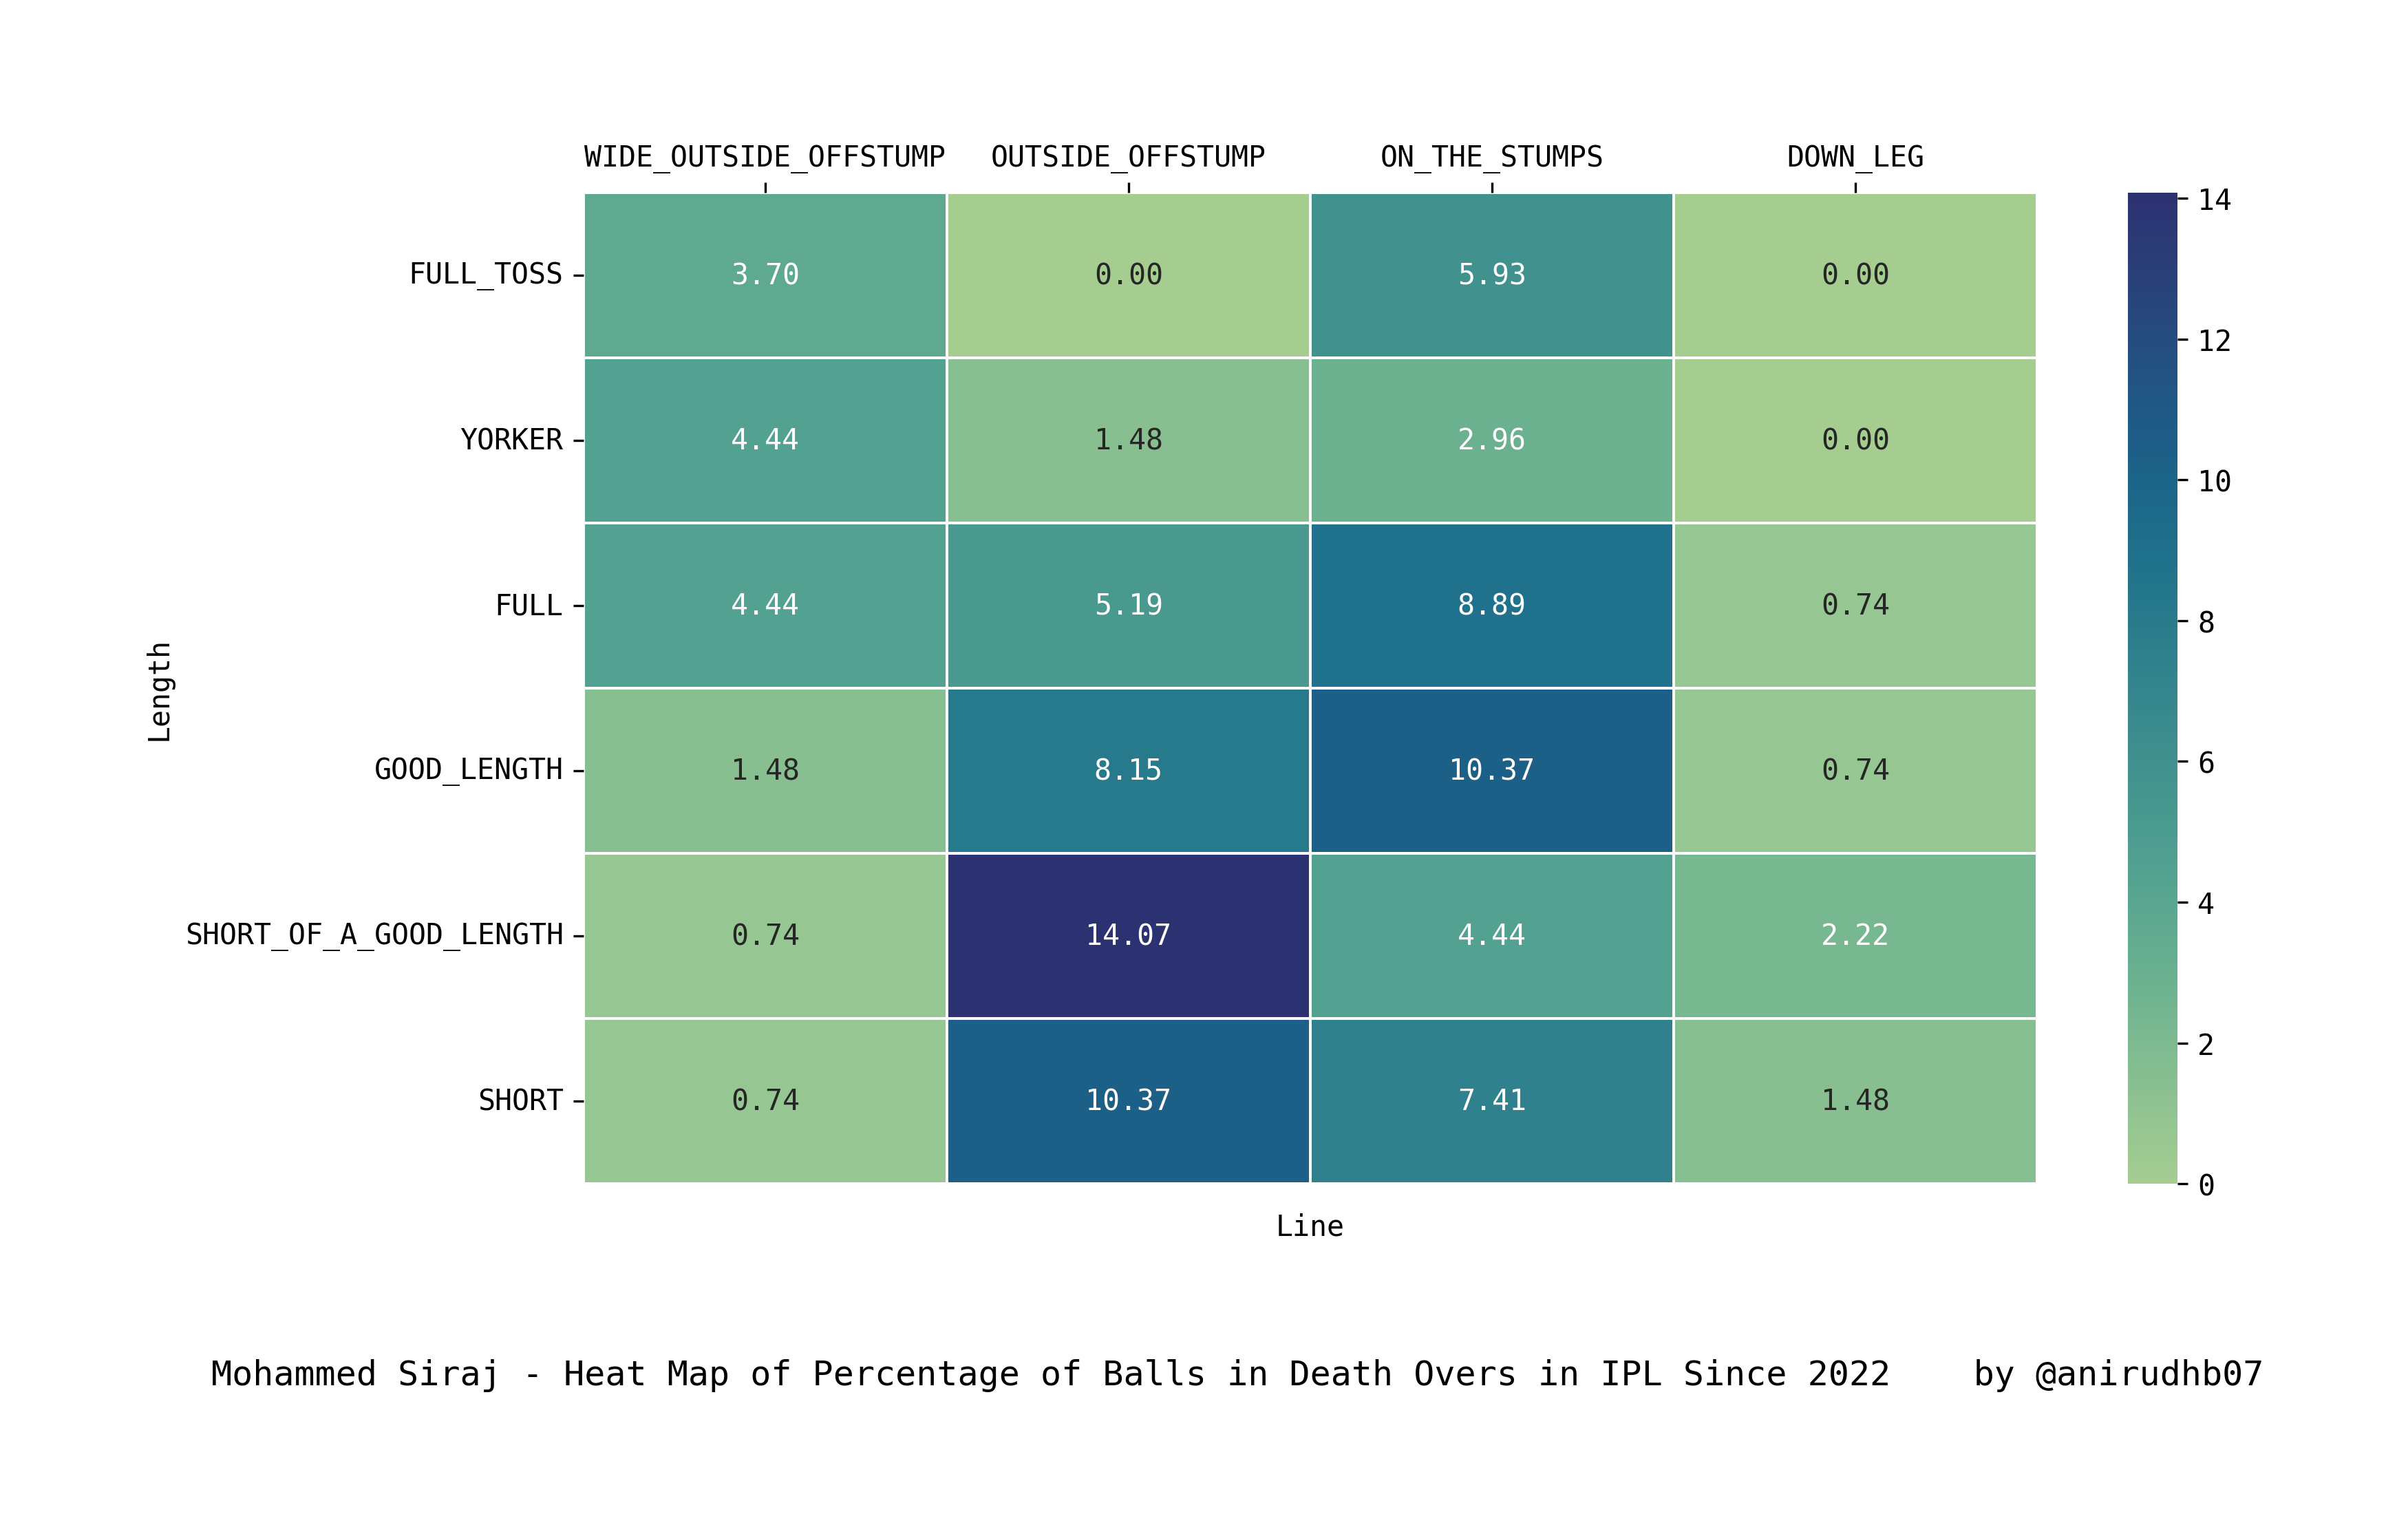 WIDE_OUTSIDE_OFFSTUMP OUTSIDE_OFFSTUMP ON_THE_STUMPS DOWN_LEG
FULL_TOSS 3.70 0.00 5.93 0.00
YORKER 4.44 1.48 2.96 0.00
FULL 4.44 5.19 8.89 0.74
GOOD_LENGTH 1.48 8.15 10.37 0.74
SHORT_OF_A_GOOD_LENGTH 0.74 14.07 4.44 2.22
SHORT 0.74 10.37 7.41 1.48
Length
Line
14
12
10
8
6
4
2
0
Mohammed Siraj - Heat Map of Percentage of Balls in Death Overs in IPL Since 2022 by @anirudhb07